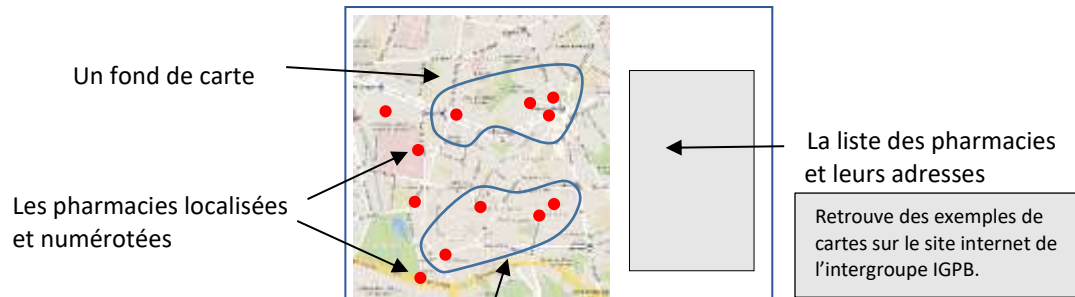 Un fond de carte
Les pharmacies localisées
et numérotées
La liste des pharmacies
et leurs adresses
Retrouve des exemples de
cartes sur le site internet de
l’intergroupe IGPB.